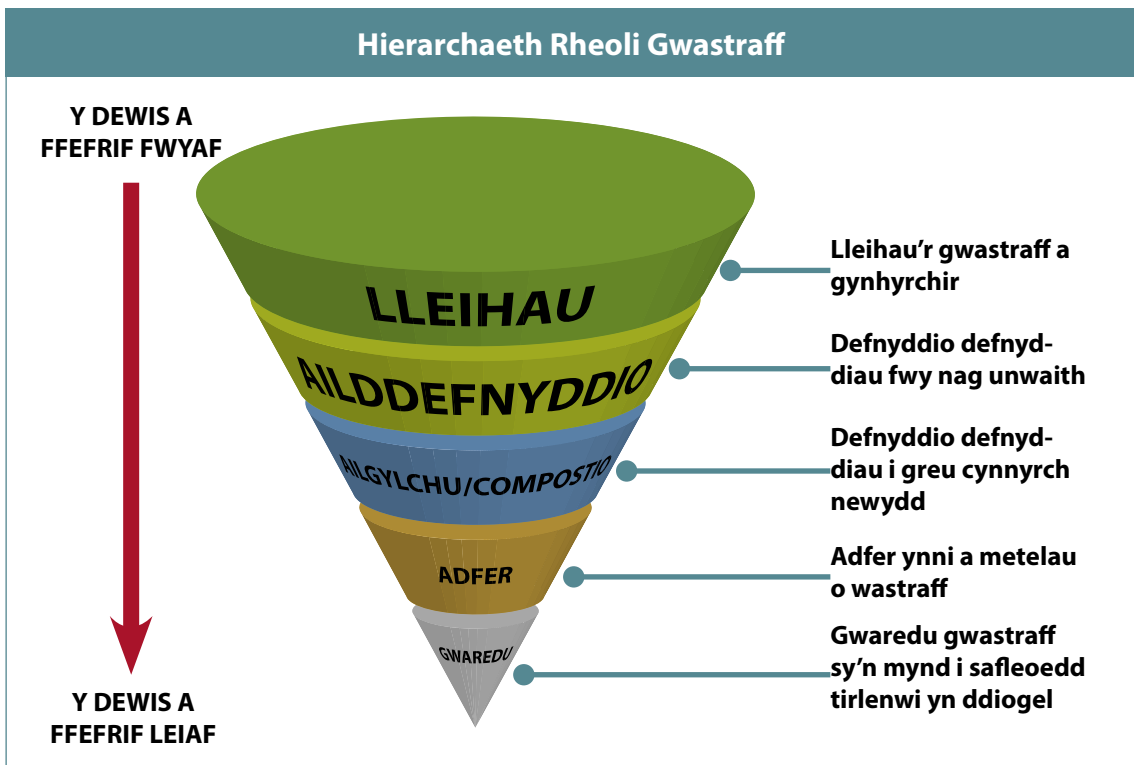 Hierarchaeth Rheoli Gwastraff
Y DEWIS A
FFEFRIF FWYAF
LLEIHAU
Lleihau'r gwastraff a
gynhyrchir
AILDDEFNYDDIO
Defnyddio defnyd-
diau fwy nag unwaith
AILGYLCHU/COMPOSTIO
Defnyddio defnyd-
diau i greu cynnyrch
newydd
ADFER
Adfer ynni a metelau
o wastraff
GWAREDU
Gwaredu gwastraff
sy'n mynd i safleoedd
tirlenwi yn ddiogel
Y DEWIS A
FFEFRIF LEIAF